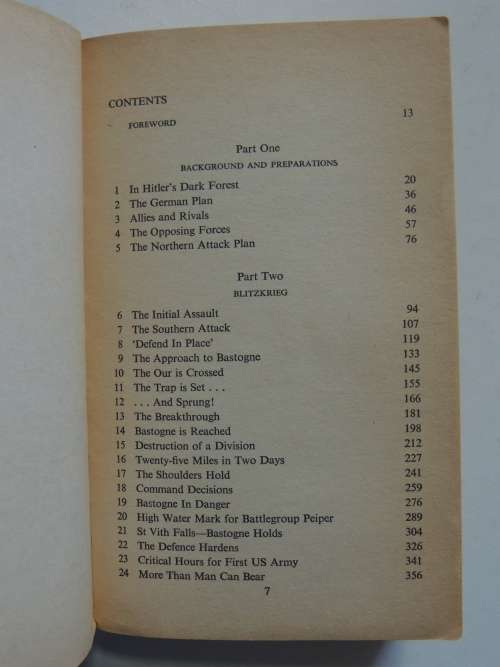 CONTENTS
FOREWORD 13
Part One
BACKGROUND AND PREPARATIONS
1 In Hitler's Dark Forest 20
2 The German Plan 36
3 Allies and Rivals 46
4 The Opposing Forces 57
5 The Northern Attack Plan 76
Part Two
BLITZKRIEG
6 The Initial Assault 94
7 The Southern Attack 107
8 'Defend In Place' 119
9 The Approach to Bastogne 133
10 The Our is Crossed 145
11 The Trap is Set . . . 155
12 . . . And Sprung! 166
13 The Breakthrough 181
14 Bastogne is Reached 198
15 Destruction of a Division 212
16 Twenty-five Miles in Two Days 227
17 The Shoulders Hold 241
18 Command Decisions 259
19 Bastogne In Danger 276
20 High Water Mark for Battlegroup Peiper 289
21 St Vith Falls—Bastogne Holds 304
22 The Defence Hardens 326
23 Critical Hours for First US Army 341
24 More Than Man Can Bear 356
7